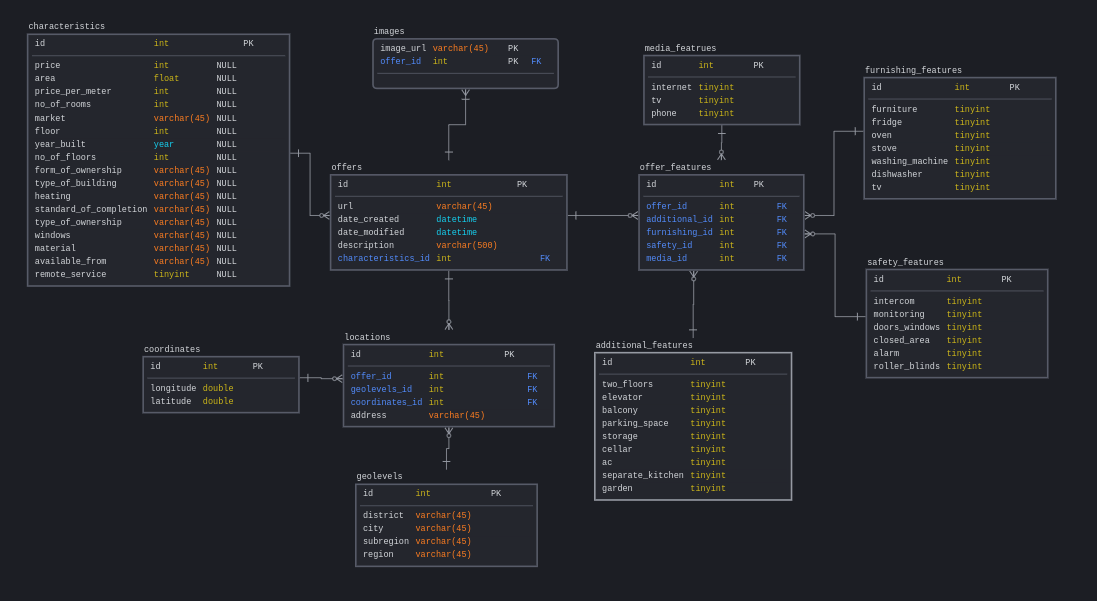 characteristics
id int PK
price int NULL
area float NULL
price_per_meter int NULL
no_of_rooms int NULL
market varchar(45) NULL
floor int NULL
year_built year NULL
no_of_floors int NULL
form_of_ownership varchar(45) NULL
type_of_building varchar(45) NULL
heating varchar(45) NULL
standard_of_completion varchar(45) NULL
type_of_ownership varchar(45) NULL
windows varchar(45) NULL
material varchar(45) NULL
available_from varchar(45) NULL
remote_service tinyint NULL
images
image_url varchar(45) PK
offer_id int PK FK
media_featrues
id int PK
internet tinyint
tv tinyint
phone tinyint
furnishing_features
id int PK
furniture tinyint
fridge tinyint
oven tinyint
stove tinyint
washing_machine tinyint
dishwasher tinyint
tv tinyint
offers
id int PK
url varchar(45)
date_created datetime
date_modified datetime
description varchar(500)
characteristics_id int FK
offer_features
id int PK
offer_id int FK
additional_id int FK
furnishing_id int FK
safety_id int FK
media_id int FK
safety_features
id int PK
intercom tinyint
monitoring tinyint
doors_windows tinyint
closed_area tinyint
alarm tinyint
roller_blinds tinyint
coordinates
id int PK
longitude double
latitude double
locations
id int PK
offer_id int FK
geolevels_id int FK
coordinates_id int FK
address varchar(45)
additional_features
id int PK
two_floors tinyint
elevator tinyint
balcony tinyint
parking_space tinyint
storage tinyint
cellar tinyint
ac tinyint
separate_kitchen tinyint
garden tinyint
geolevels
id int PK
district varchar(45)
city varchar(45)
subregion varchar(45)
region varchar(45)